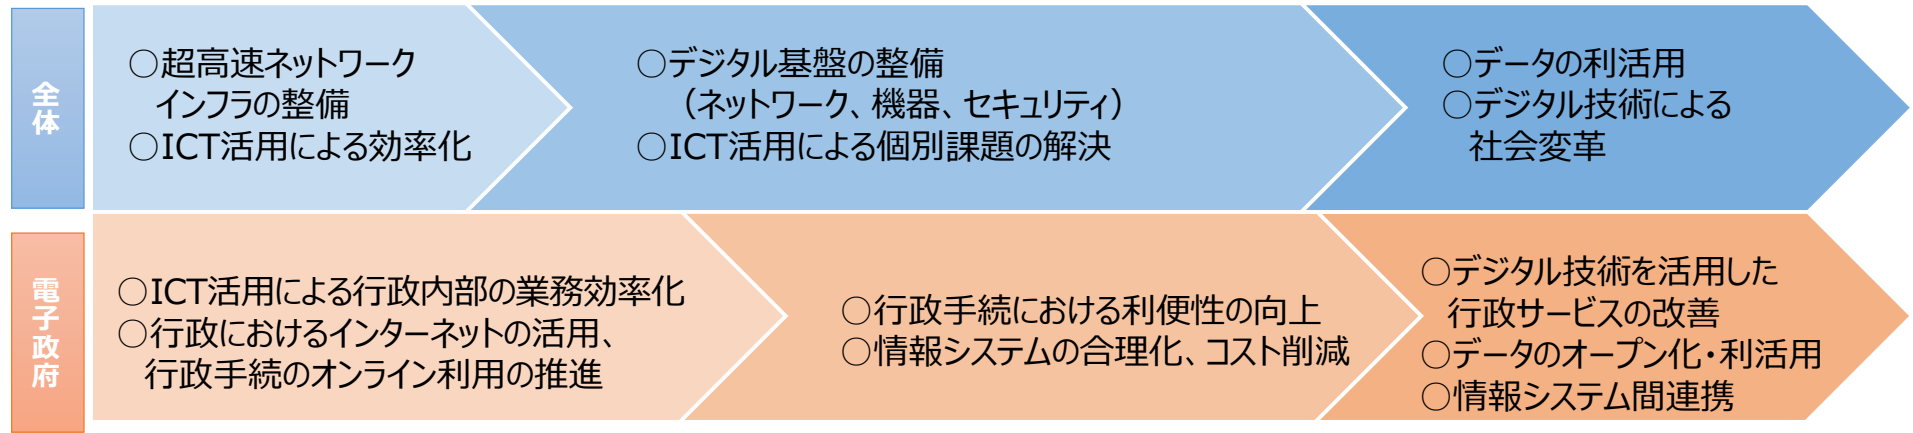 全体
○超高速ネットワーク
インフラの整備
○ICT活用による効率化
○デジタル基盤の整備
（ネットワーク、機器、セキュリティ）
○ICT活用による個別課題の解決
○データの利活用
○デジタル技術による
社会変革
電子政府
○ICT活用による行政内部の業務効率化
○行政におけるインターネットの活用、
行政手続のオンライン利用の推進
○行政手続における利便性の向上
○情報システムの合理化、コスト削減
○デジタル技術を活用した
行政サービスの改善
○データのオープン化・利活用
○情報システム間連携